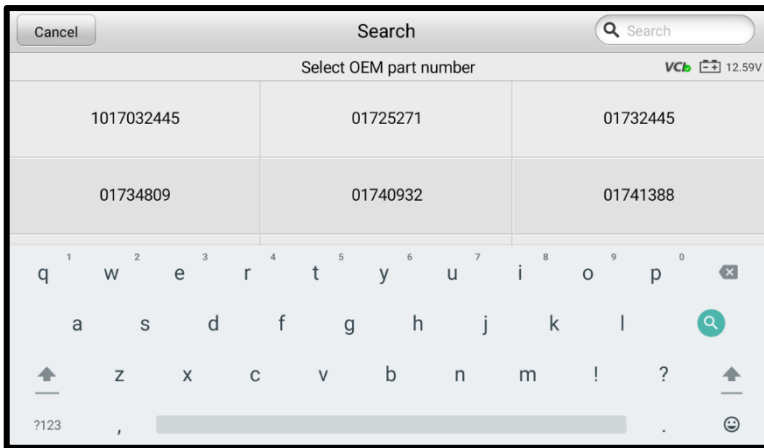 Cancel Search Search
Select OEM part number VCI 12.59V
1017032445 01725271 01732445
01734809 01740932 01741388
1 2 3 4 5 6 7 8 9 0
q w e r t y u i o p
a s d f g h j k l
z x c v b n m ! ?
?123 , .